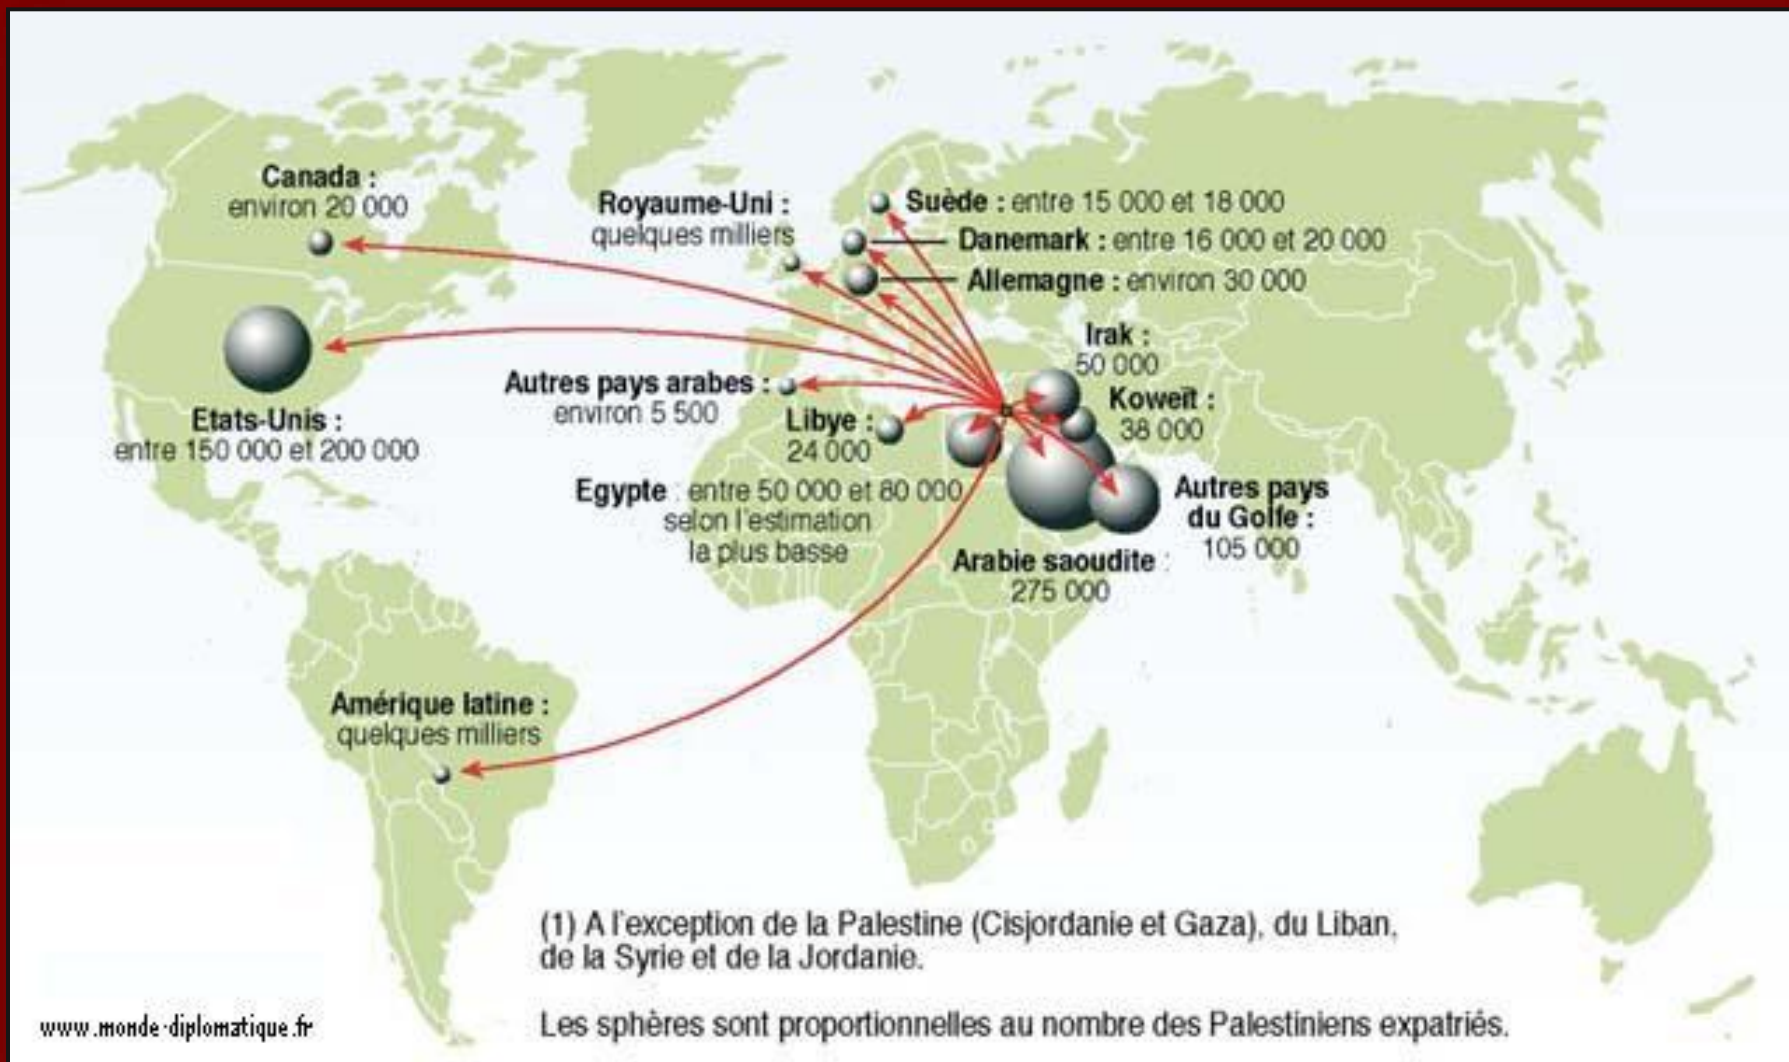 Canada :
environ 20 000
Royaume-Uni :
quelques milliers
Suède : entre 15 000 et 18 000
Danemark : entre 16 000 et 20 000
Allemagne : environ 30 000
Irak :
50 000
Autres pays arabes :
environ 5 500
Koweït :
38 000
Etats-Unis :
entre 150 000 et 200 000
Libye :
24 000
Egypte : entre 50 000 et 80 000
selon l'estimation
la plus basse
Autres pays
du Golfe :
105 000
Arabie saoudite :
275 000
Amérique latine :
quelques milliers
(1) A l'exception de la Palestine (Cisjordanie et Gaza), du Liban,
de la Syrie et de la Jordanie.
Les sphères sont proportionnelles au nombre des Palestiniens expatriés.
www.monde-diplomatique.fr